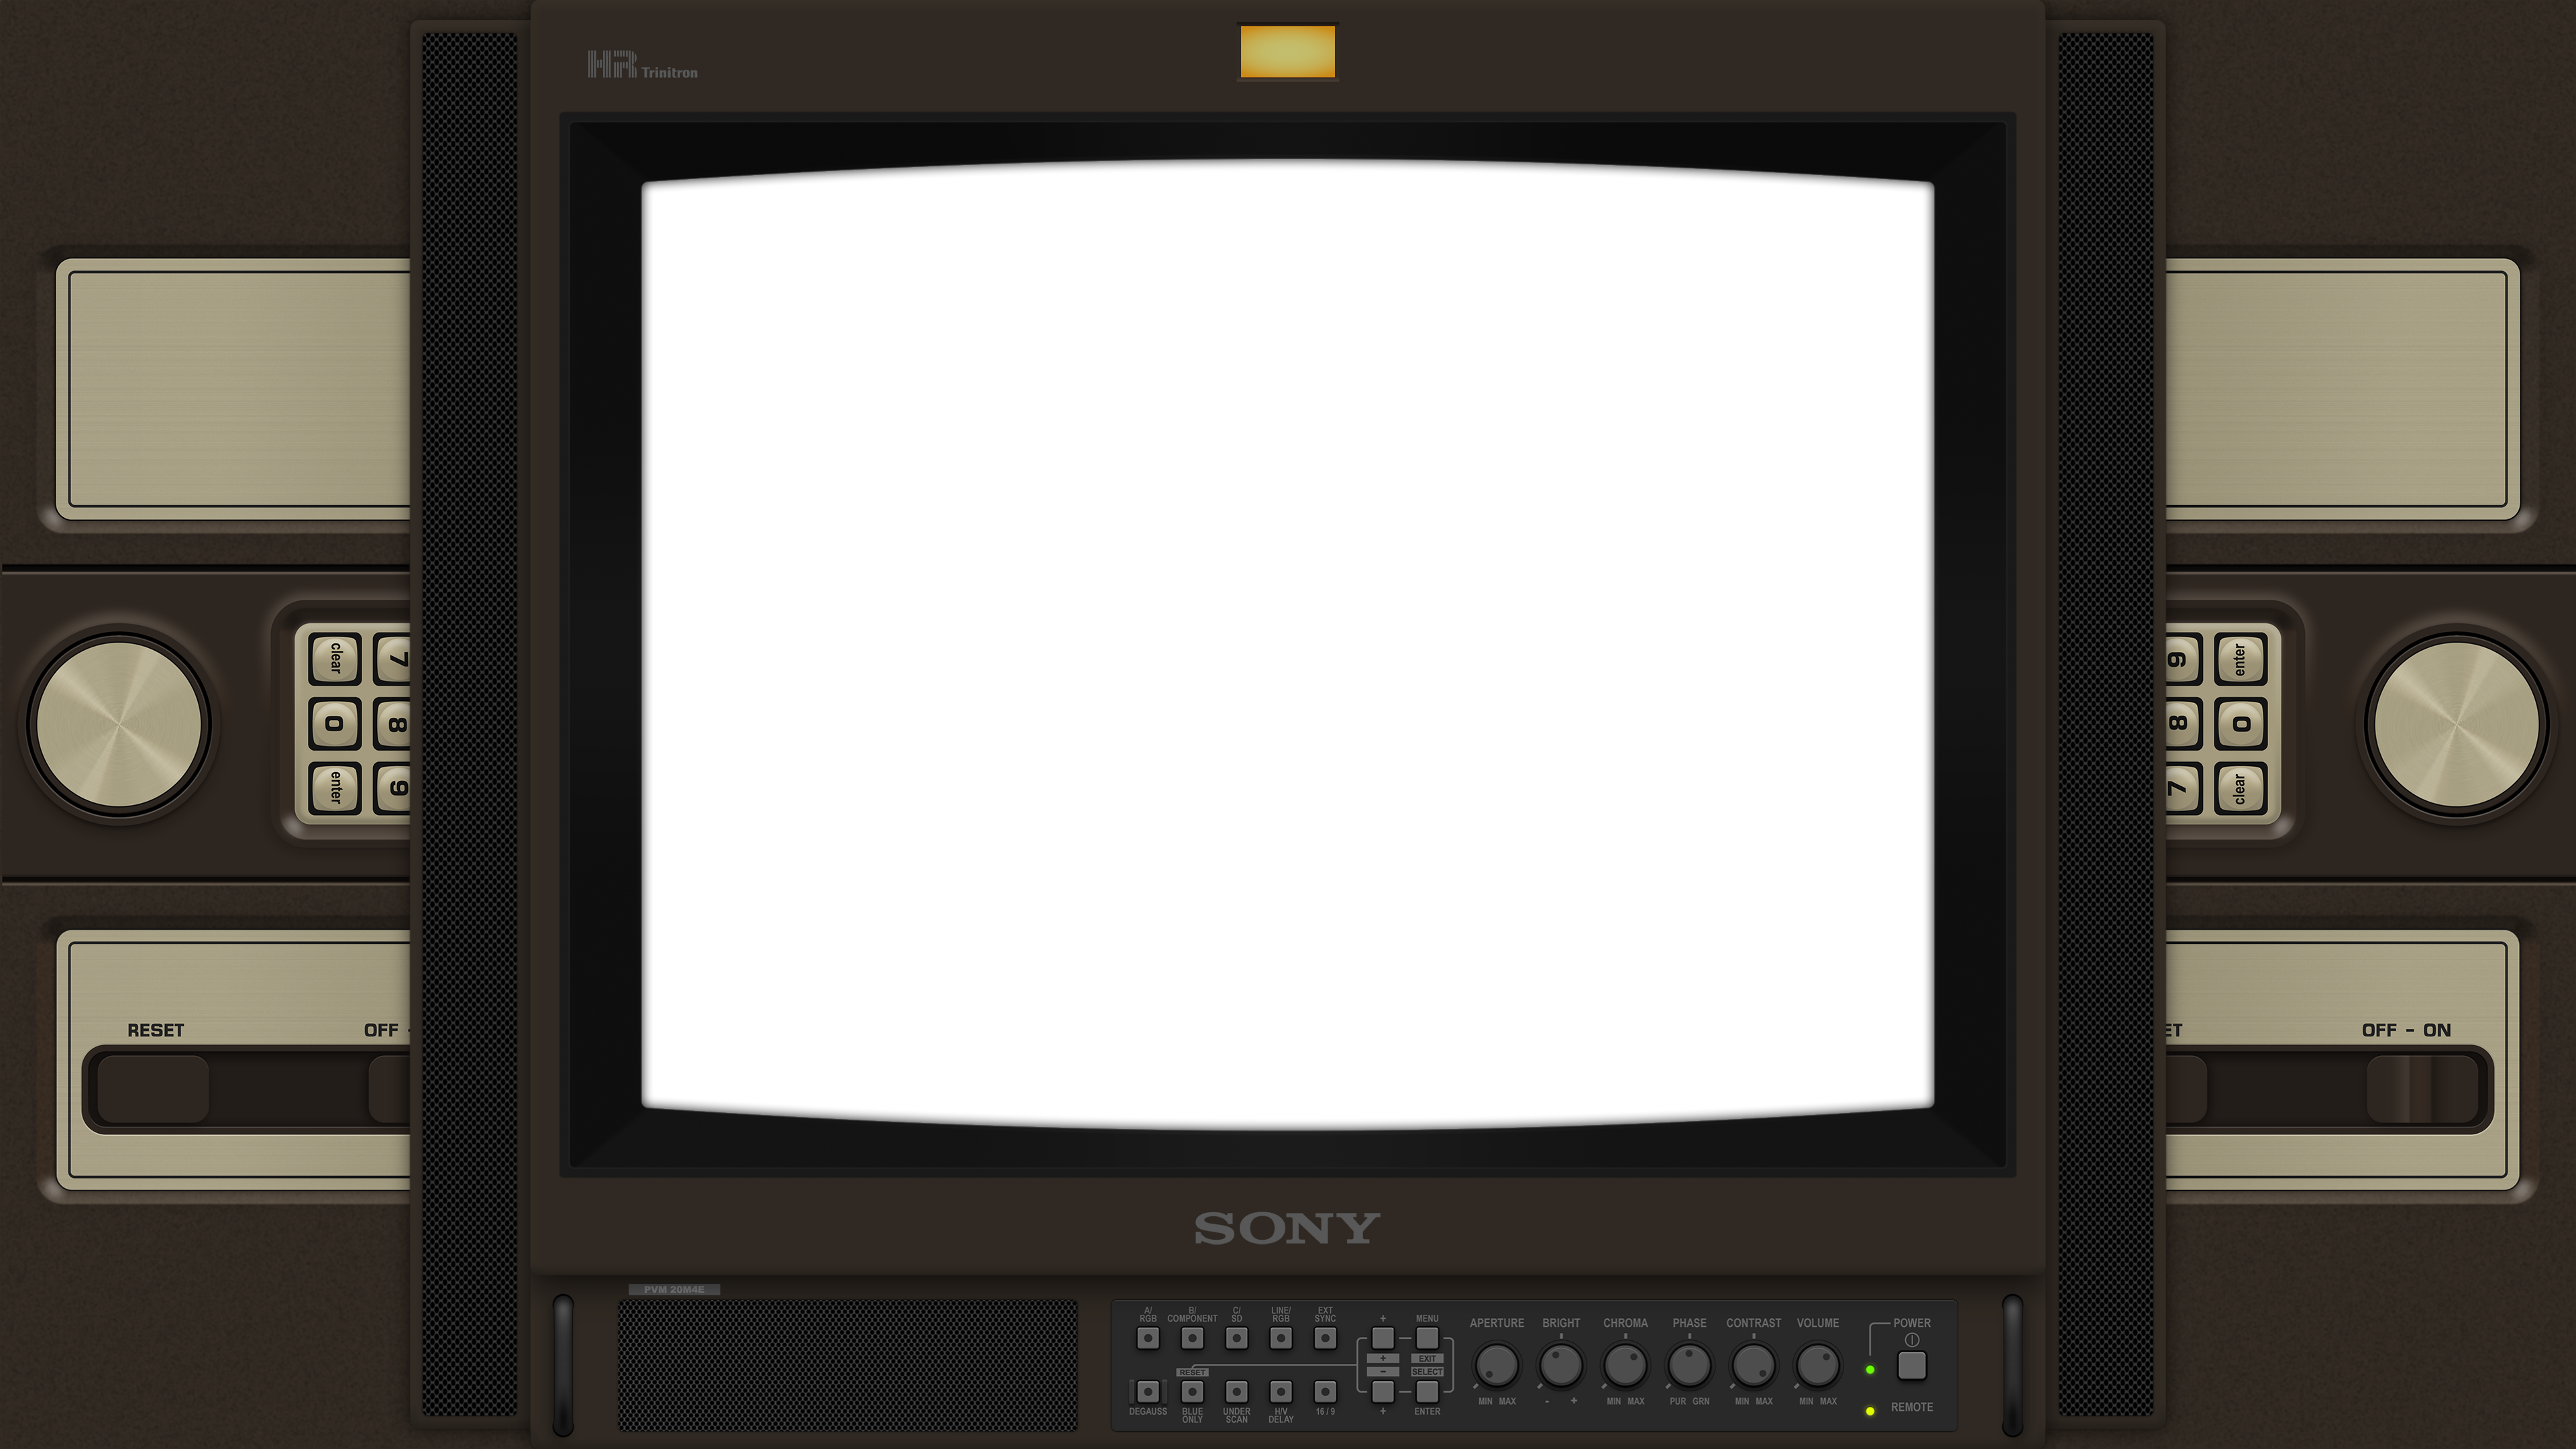 HR Trinitron
clear 7
0 8
enter 9
6 enter
8 0
7 clear
RESET OFF -
ET OFF - ON
SONY
PVM 20M4E
A/ RGB
B/ COMPONENT
C/ SD
LINE/ RGB
EXT SYNC
+
MENU
+
EXIT
RESET
-
SELECT
DEGAUSS
BLUE ONLY
UNDER SCAN
H/V DELAY
16 / 9
+
ENTER
APERTURE BRIGHT CHROMA PHASE CONTRAST VOLUME
MIN MAX - + MIN MAX PUR GRN MIN MAX MIN MAX
POWER
REMOTE